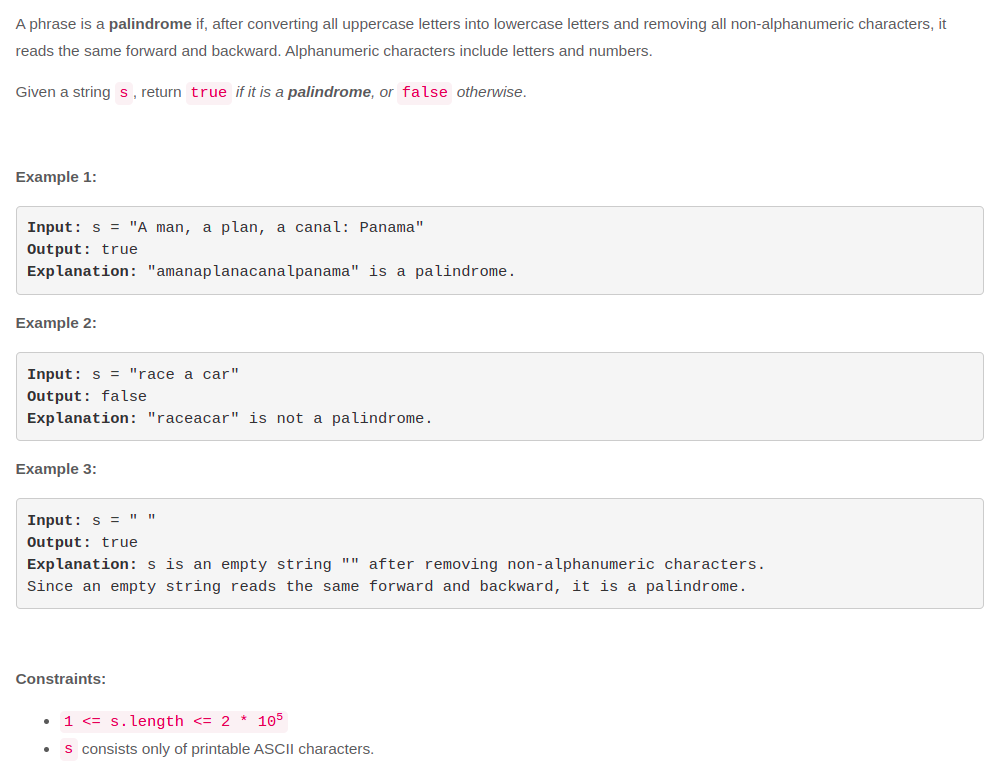 A phrase is a palindrome if, after converting all uppercase letters into lowercase letters and removing all non-alphanumeric characters, it
reads the same forward and backward. Alphanumeric characters include letters and numbers.
Given a string s, return true if it is a palindrome, or false otherwise.
Example 1:
Input: s = "A man, a plan, a canal: Panama"
Output: true
Explanation: "amanaplanacanalpanama" is a palindrome.
Example 2:
Input: s = "race a car"
Output: false
Explanation: "raceacar" is not a palindrome.
Example 3:
Input: s = " "
Output: true
Explanation: s is an empty string "" after removing non-alphanumeric characters.
Since an empty string reads the same forward and backward, it is a palindrome.
Constraints:
• 1 <= s.length <= 2 * 10⁵
• s consists only of printable ASCII characters.